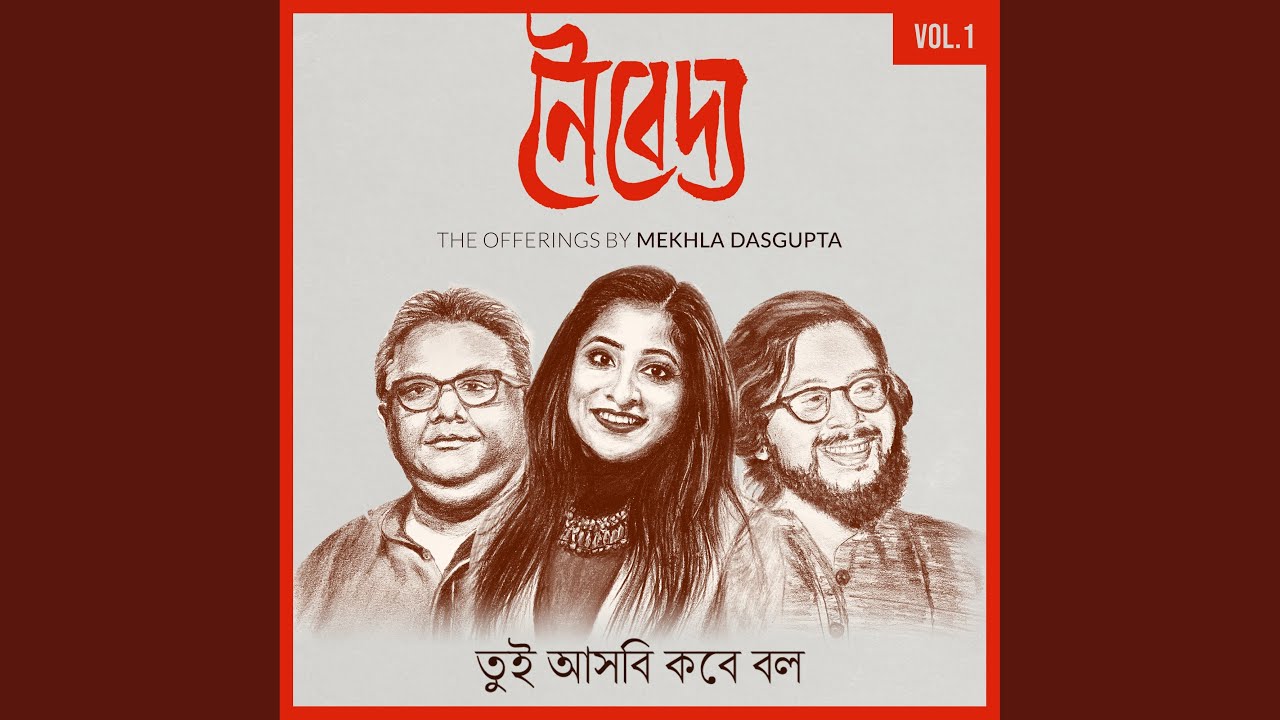 VOL.1
নৈবেদ্য
THE OFFERINGS BY MEKHLA DASGUPTA
তুই আসবি কবে বল